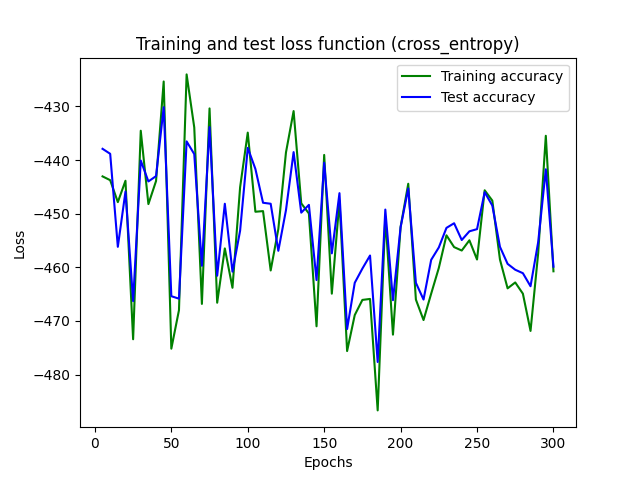 Training and test loss function (cross_entropy)
Training accuracy
Test accuracy
−430
−440
−450
−460
−470
−480
Loss
0 50 100 150 200 250 300
Epochs